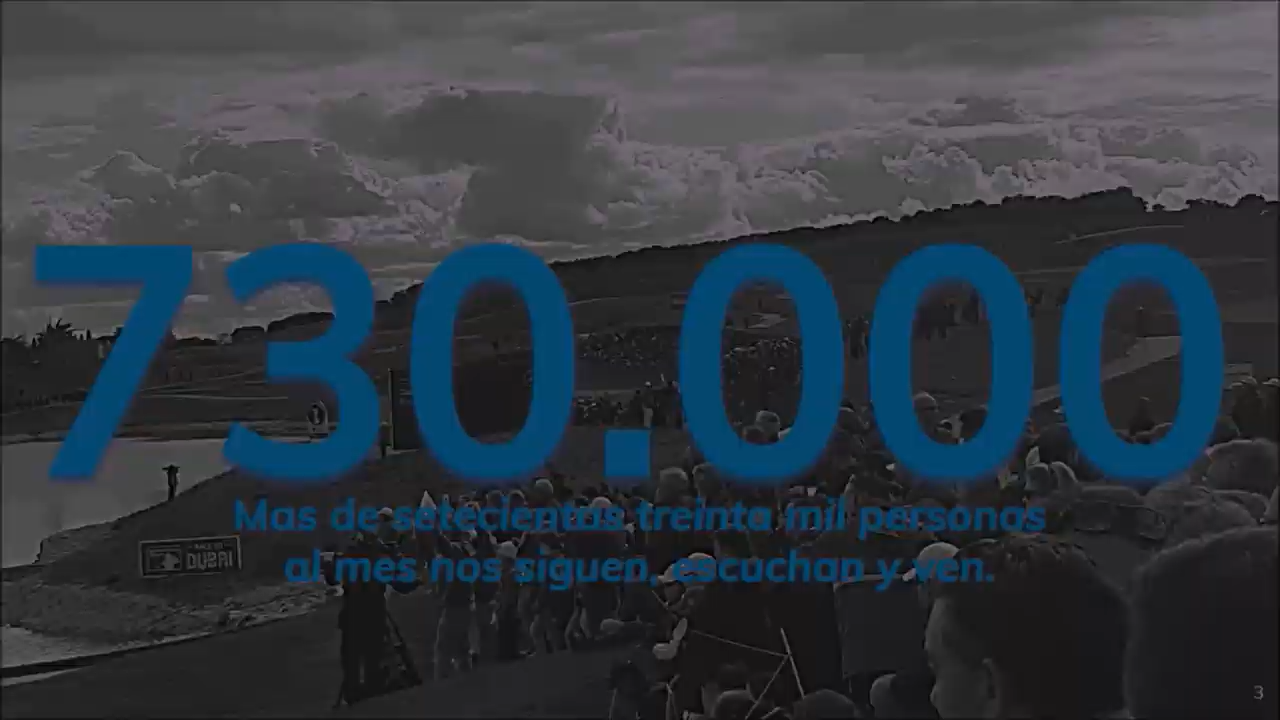 730.000
Mas de setecientas treinta mil personas
al mes nos siguen, escuchan y ven.
DUBAI
3